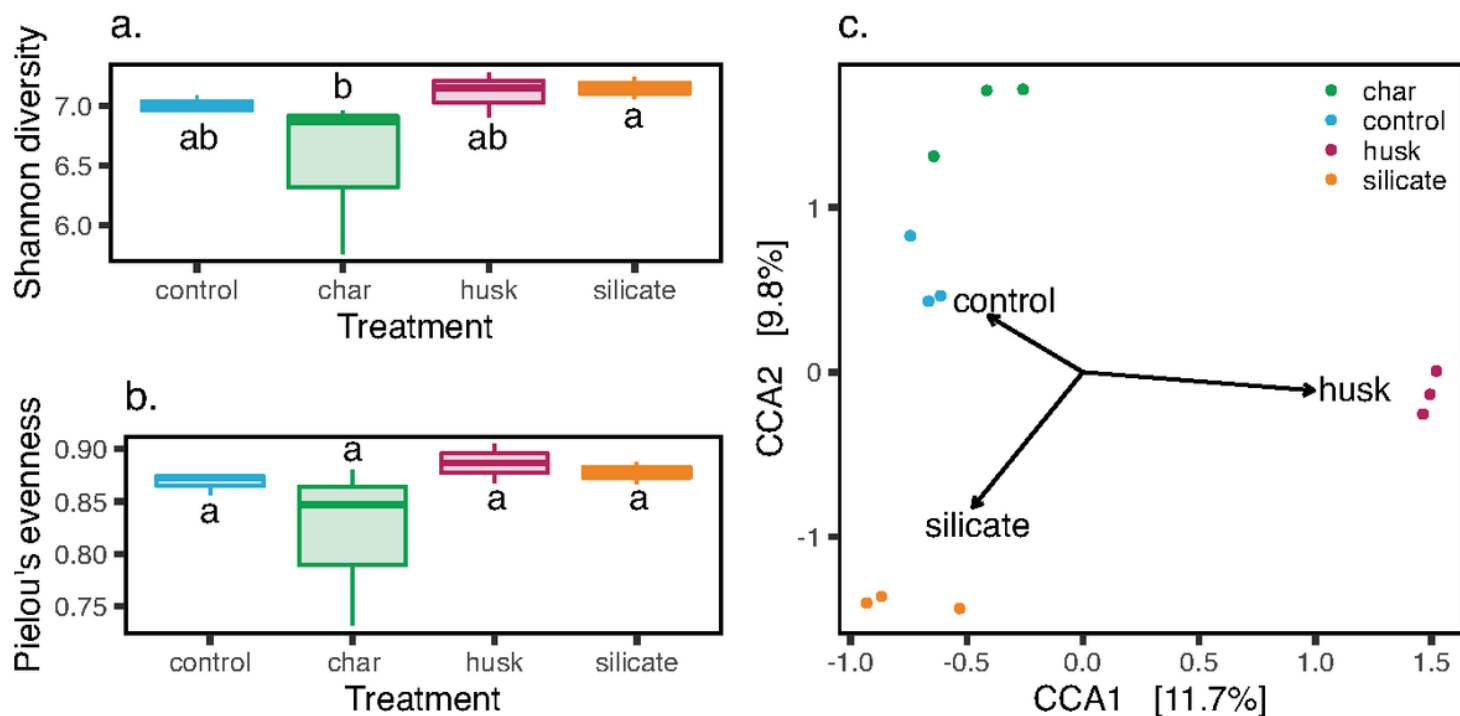 a.
Shannon diversity
7.0
6.5
6.0
ab
b
ab
a
control char husk silicate
Treatment
b.
Pielou's evenness
0.90
0.85
0.80
0.75
a
a
a
a
control char husk silicate
Treatment
c.
char
control
husk
silicate
CCA2 [9.8%]
1
0
-1
control
husk
silicate
-1.0 -0.5 0.0 0.5 1.0 1.5
CCA1 [11.7%]